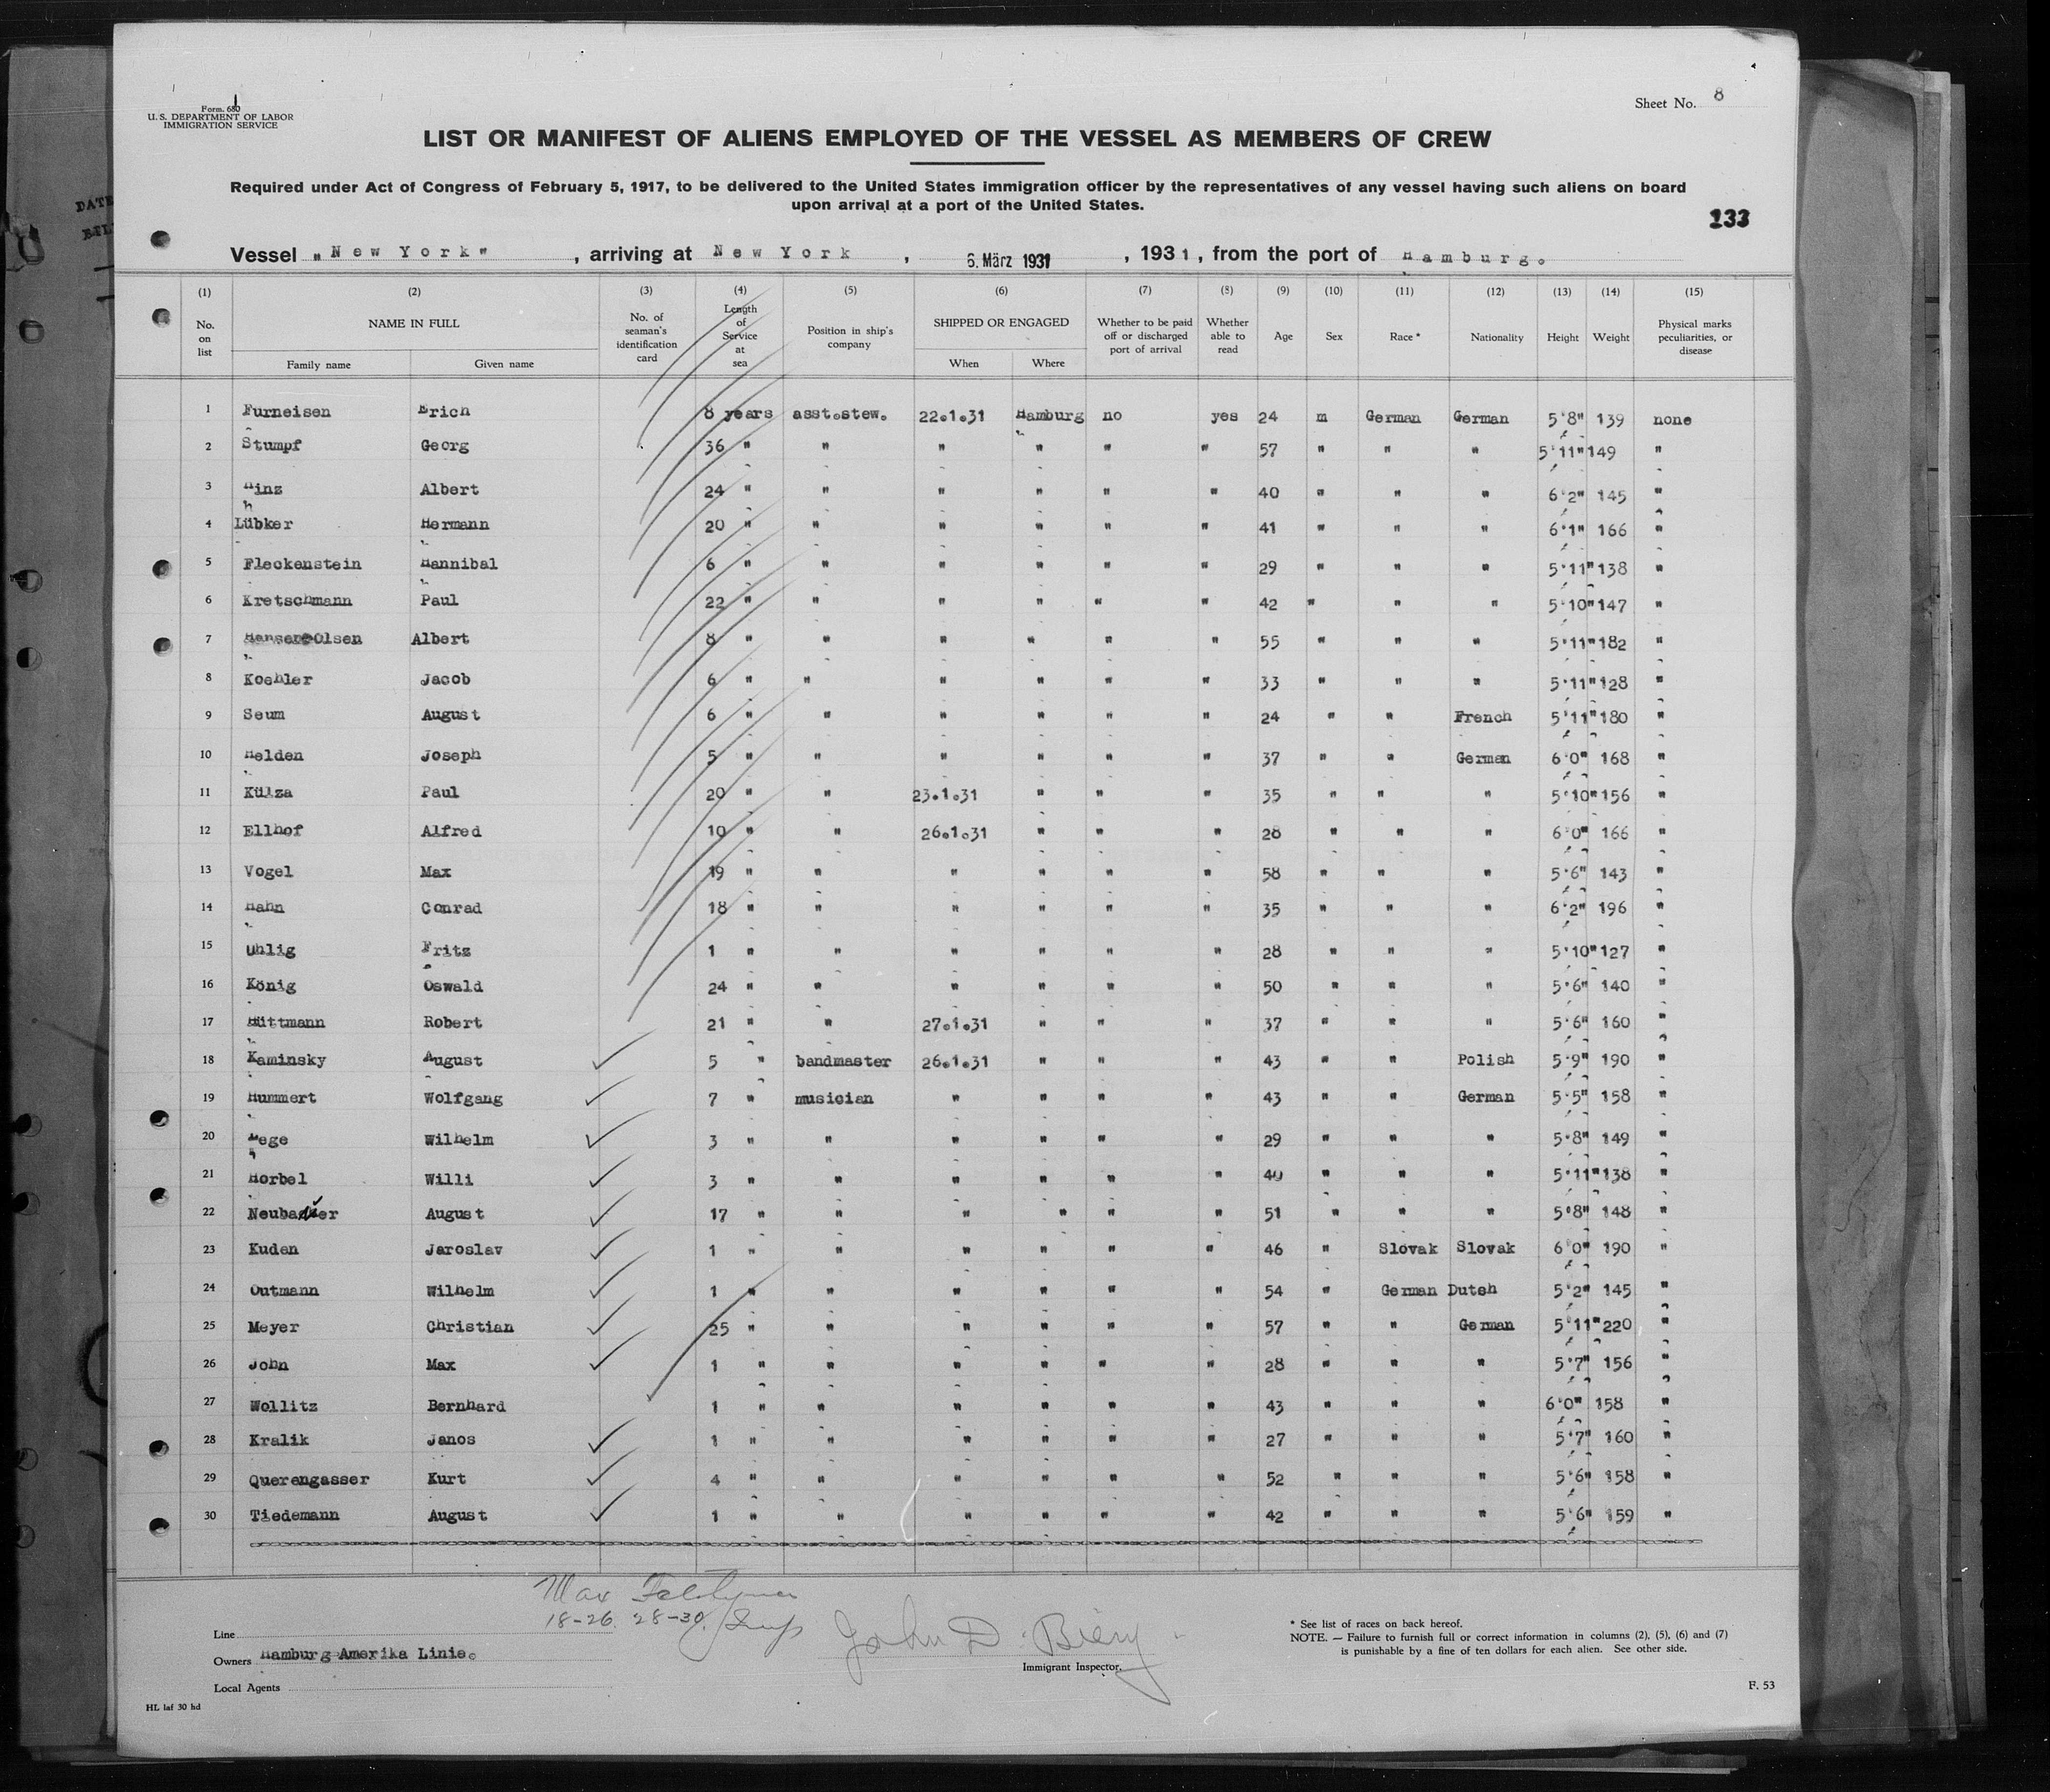 Form. 680
U. S. DEPARTMENT OF LABOR
IMMIGRATION SERVICE
Sheet No. 8
LIST OR MANIFEST OF ALIENS EMPLOYED OF THE VESSEL AS MEMBERS OF CREW
Required under Act of Congress of February 5, 1917, to be delivered to the United States immigration officer by the representatives of any vessel having such aliens on board
upon arrival at a port of the United States.
133
Vessel „New York" , arriving at New York , 6. März 1931 , 1931, from the port of Hamburg.
(1) (2) (3) (4) (5) (6) (7) (8) (9) (10) (11) (12) (13) (14) (15)
No. on list
NAME IN FULL
Family name Given name
No. of seaman's identification card
Length of Service at sea
Position in ship's company
SHIPPED OR ENGAGED
When Where
Whether to be paid off or discharged port of arrival
Whether able to read
Age Sex Race * Nationality Height Weight
Physical marks peculiarities, or disease
1 Furneisen Erich 8 years asst.stew. 22.1.31 Hamburg no yes 24 m German German 5'8" 139 none
2 Stumpf Georg 36 " " " " " " 57 " " " 5'11" 149 "
3 Hinz Albert 24 " " " " " " 40 " " " 6'2" 145 "
4 Lübker Hermann 20 " " " " " " 41 " " " 6'1" 166 "
5 Fleckenstein Hannibal 6 " " " " " " 29 " " " 5'11" 138 "
6 Kretschmann Paul 22 " " " " " " 42 " " " 5'10" 147 "
7 Hansen-Olsen Albert 8 " " " " " " 55 " " " 5'11" 182 "
8 Koehler Jacob 6 " " " " " " 33 " " " 5'11" 128 "
9 Seum August 6 " " " " " " 24 " " French 5'11" 180 "
10 Helden Joseph 5 " " " " " " 37 " " German 6'0" 168 "
11 Külza Paul 20 " " 23.1.31 " " " 35 " " " 5'10" 156 "
12 Ellhof Alfred 10 " " 26.1.31 " " " 28 " " " 6'0" 166 "
13 Vogel Max 19 " " " " " " 58 " " " 5'6" 143 "
14 Hahn Conrad 18 " " " " " " 35 " " " 6'2" 196 "
15 Uhlig Fritz 1 " " " " " " 28 " " " 5'10" 127 "
16 König Oswald 24 " " " " " " 50 " " " 5'6" 140 "
17 Hüttmann Robert 21 " " 27.1.31 " " " 37 " " " 5'6" 160 "
18 Kaminsky August 5 " bandmaster 26.1.31 " " " 43 " " Polish 5'9" 190 "
19 Hummert Wolfgang 7 " musician " " " " 43 " " German 5'5" 158 "
20 Hege Wilhelm 3 " " " " " " 29 " " " 5'8" 149 "
21 Horbel Willi 3 " " " " " " 40 " " " 5'11" 138 "
22 August 17 " " " " " " 51 " " " 5'8" 148 "
23 Kuden Jaroslav 1 " " " " " " 46 " Slovak Slovak 6'0" 190 "
24 Outmann Wilhelm 1 " " " " " " 54 " German Dutch 5'2" 145 "
25 Meyer Christian 25 " " " " " " 57 " " German 5'11" 220 "
26 John Max 1 " " " " " " 28 " " " 5'7" 156 "
27 Wollitz Bernhard 1 " " " " " " 43 " " " 6'0" 158 "
28 Kralik Janos 1 " " " " " " 27 " " " 5'7" 160 "
29 Querengasser Kurt 4 " " " " " " 52 " " " 5'6" 158 "
30 Tiedemann August 1 " " " " " " 42 " " " 5'6" 159 "
Max
18-26. 28-30
John D. Biery
Immigrant Inspector.
Line
Owners Hamburg-Amerika Linie.
Local Agents
* See list of races on back hereof.
NOTE. — Failure to furnish full or correct information in columns (2), (5), (6) and (7)
is punishable by a fine of ten dollars for each alien. See other side.
HL laf 30 hd
F. 53
DATE